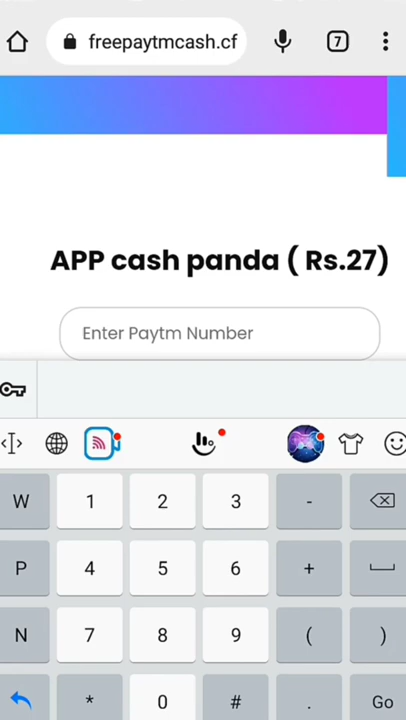 freepaytmcash.cf
7
APP cash panda ( Rs.27)
Enter Paytm Number
W 1 2 3 -
P 4 5 6 +
N 7 8 9 ( )
* 0 # . Go